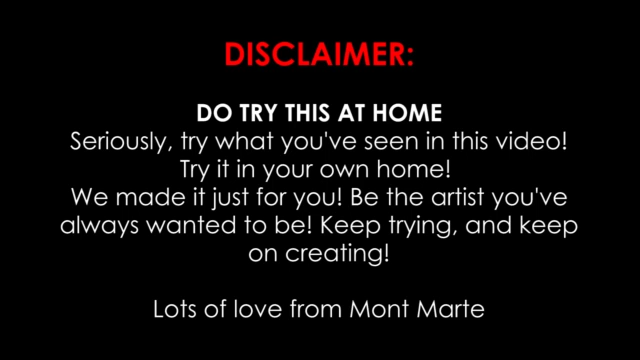 DISCLAIMER:
DO TRY THIS AT HOME
Seriously, try what you've seen in this video!
Try it in your own home!
We made it just for you! Be the artist you've
always wanted to be! Keep trying, and keep
on creating!
Lots of love from Mont Marte